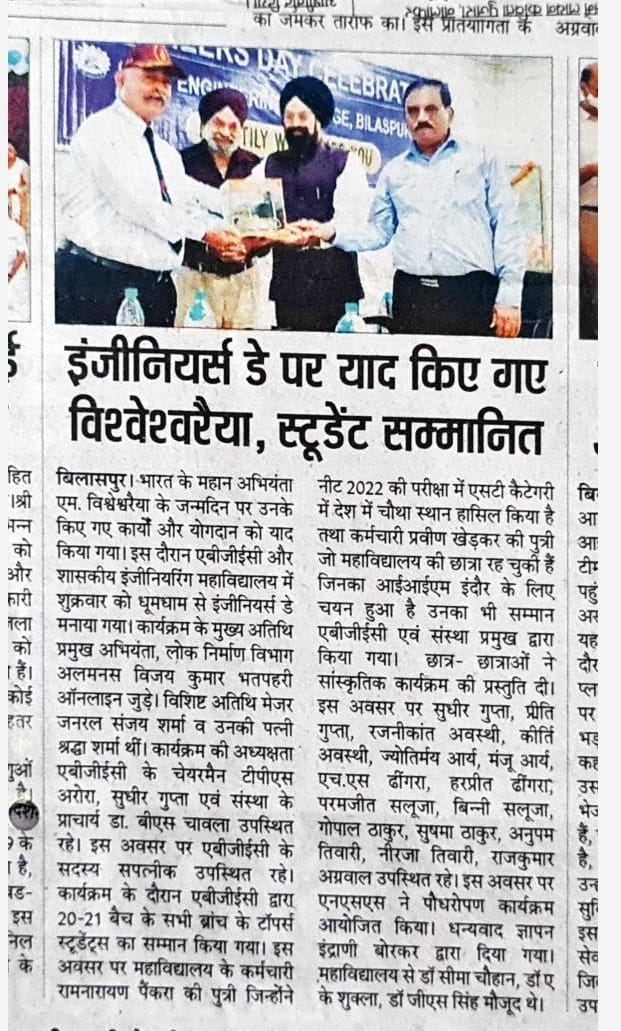 का जमकर तारीफ का। इस प्रतियोगिता के
अग्रवा
EERS DAY CELEBRA
ENGINEERIN
GE, BILASPUR
TILY W
YOU
इंजीनियर्स डे पर याद किए गए
विश्वेश्वरैया, स्टूडेंट सम्मानित
बिलासपुर। भारत के महान अभियंता
एम. विश्वेश्वरैया के जन्मदिन पर उनके
किए गए कार्यों और योगदान को याद
किया गया। इस दौरान एबीजीईसी और
शासकीय इंजीनियरिंग महाविद्यालय में
शुक्रवार को धूमधाम से इंजीनियर्स डे
मनाया गया। कार्यक्रम के मुख्य अतिथि
प्रमुख अभियंता, लोक निर्माण विभाग
अलमनस विजय कुमार भतपहरी
ऑनलाइन जुड़े। विशिष्ट अतिथि मेजर
जनरल संजय शर्मा व उनकी पत्नी
श्रद्धा शर्मा थीं। कार्यक्रम की अध्यक्षता
एबीजीईसी के चेयरमैन टीपीएस
अरोरा, सुधीर गुप्ता एवं संस्था के
प्राचार्य डा. बीएस चावला उपस्थित
रहे। इस अवसर पर एबीजीईसी के
सदस्य सपत्नीक उपस्थित रहे।
कार्यक्रम के दौरान एबीजीईसी द्वारा
20-21 बैच के सभी ब्रांच के टॉपर्स
स्टूडेंट्स का सम्मान किया गया। इस
अवसर पर महाविद्यालय के कर्मचारी
रामनारायण पैंकरा की पुत्री जिन्होंने
नीट 2022 की परीक्षा में एसटी कैटेगरी
में देश में चौथा स्थान हासिल किया है
तथा कर्मचारी प्रवीण खेड़कर की पुत्री
जो महाविद्यालय की छात्रा रह चुकी हैं
जिनका आईआईएम इंदौर के लिए
चयन हुआ है उनका भी सम्मान
एबीजीईसी एवं संस्था प्रमुख द्वारा
किया गया। छात्र- छात्राओं ने
सांस्कृतिक कार्यक्रम की प्रस्तुति दी।
इस अवसर पर सुधीर गुप्ता, प्रीति
गुप्ता, रजनीकांत अवस्थी, कीर्ति
अवस्थी, ज्योतिर्मय आर्य, मंजू आर्य,
एच.एस ढींगरा, हरप्रीत ढींगरा,
परमजीत सलूजा, बिन्नी सलूजा,
गोपाल ठाकुर, सुषमा ठाकुर, अनुपम
तिवारी, नीरजा तिवारी, राजकुमार
अग्रवाल उपस्थित रहे। इस अवसर पर
एनएसएस ने पौधरोपण कार्यक्रम
आयोजित किया। धन्यवाद ज्ञापन
इंद्राणी बोरकर द्वारा दिया गया।
महाविद्यालय से डॉ सीमा चौहान, डॉ ए
के शुक्ला, डॉ जीएस सिंह मौजूद थे।